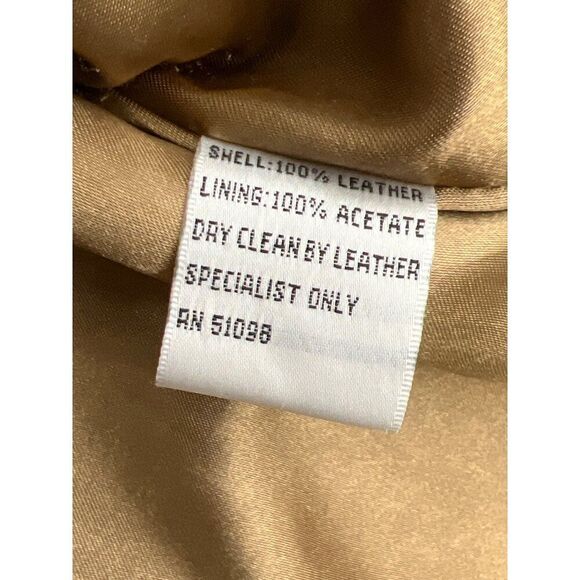 SHELL:100% LEATHER
LINING:100% ACETATE
DRY CLEAN BY LEATHER
SPECIALIST ONLY
RN 51098